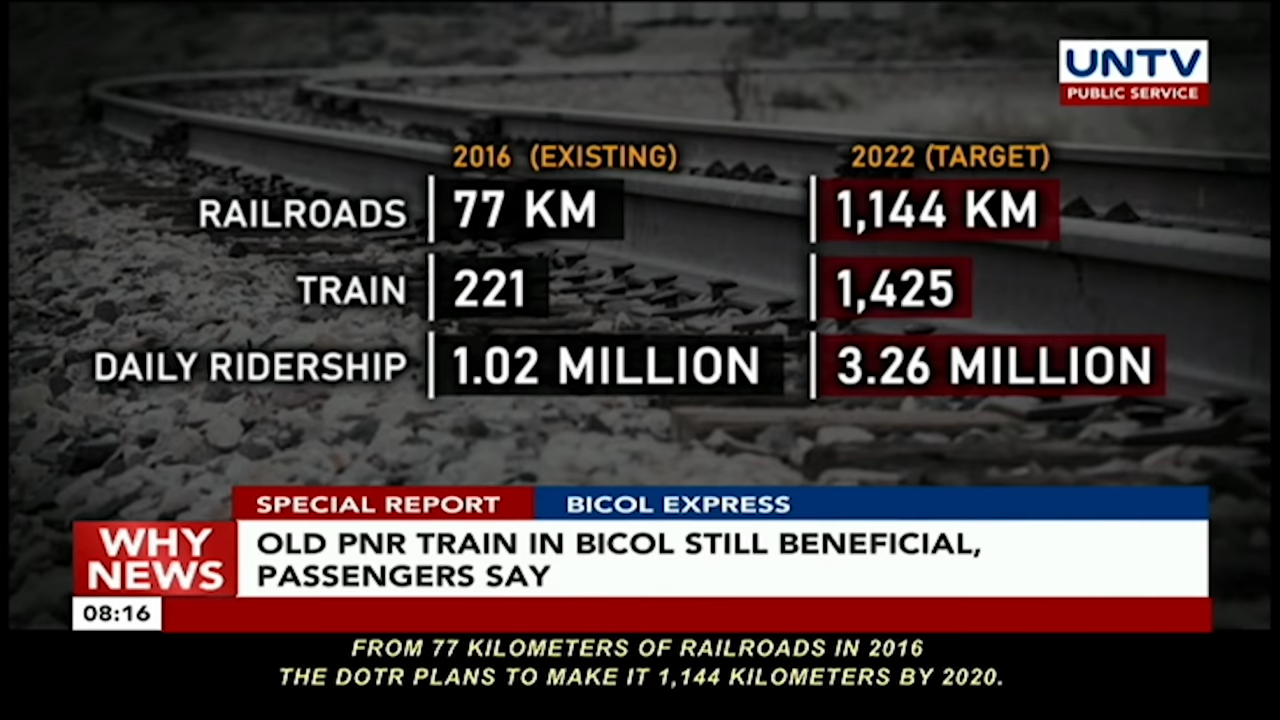 UNTV
PUBLIC SERVICE
2016 (EXISTING) 2022 (TARGET)
RAILROADS 77 KM 1,144 KM
TRAIN 221 1,425
DAILY RIDERSHIP 1.02 MILLION 3.26 MILLION
SPECIAL REPORT BICOL EXPRESS
WHY NEWS
OLD PNR TRAIN IN BICOL STILL BENEFICIAL,
PASSENGERS SAY
08:16
FROM 77 KILOMETERS OF RAILROADS IN 2016
THE DOTR PLANS TO MAKE IT 1,144 KILOMETERS BY 2020.